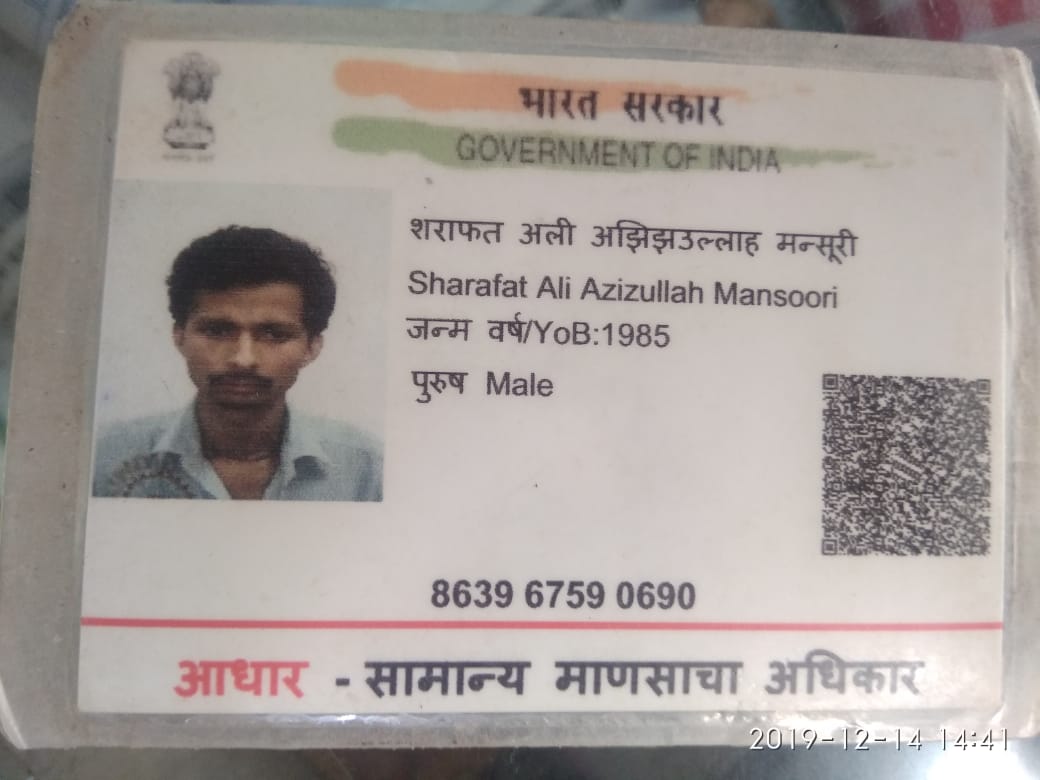 भारत सरकार
GOVERNMENT OF INDIA
शराफत अली अझिझउल्लाह मन्सूरी
Sharafat Ali Azizullah Mansoori
जन्म वर्ष/YoB:1985
पुरुष Male
8639 6759 0690
आधार - सामान्य माणसाचा अधिकार
2019-12-14 14:41